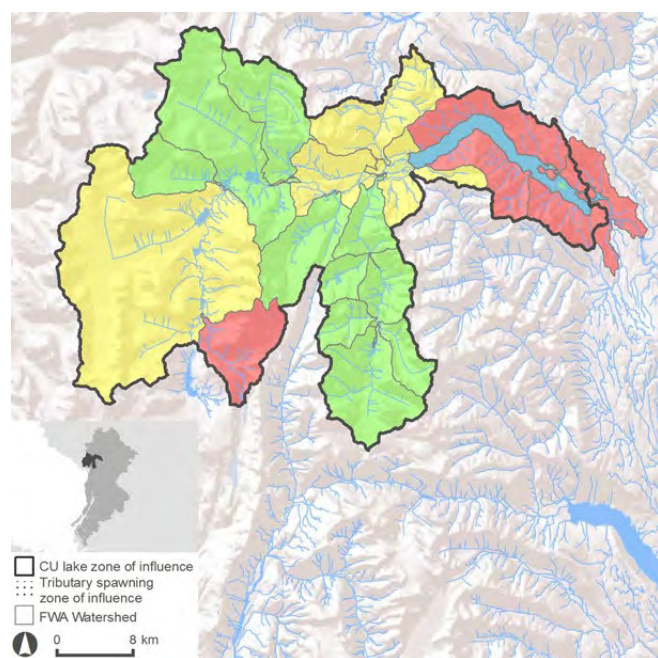 CU lake zone of influence
Tributary spawning
zone of influence
FWA Watershed
0 8 km